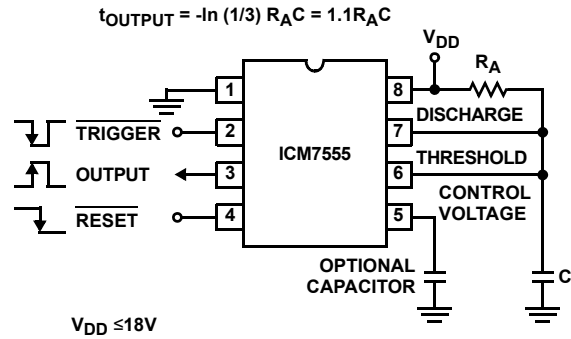 tOUTPUT = -ln (1/3) RAC = 1.1RAC
VDD
RA
1
8
DISCHARGE
TRIGGER
2
7
ICM7555
THRESHOLD
OUTPUT
3
6
CONTROL
VOLTAGE
RESET
4
5
OPTIONAL
CAPACITOR
C
VDD ≤18V